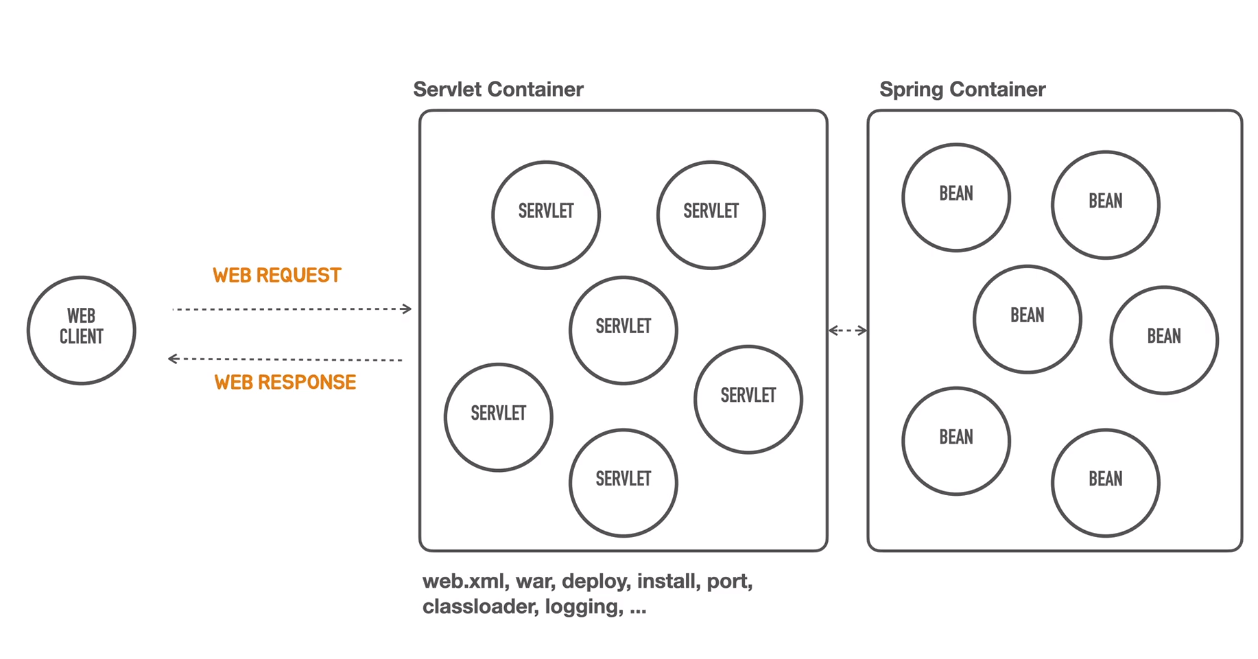 Servlet Container
Spring Container
SERVLET
SERVLET
SERVLET
SERVLET
SERVLET
SERVLET
BEAN
BEAN
BEAN
BEAN
BEAN
BEAN
WEB REQUEST
WEB
CLIENT
WEB RESPONSE
web.xml, war, deploy, install, port,
classloader, logging, ...